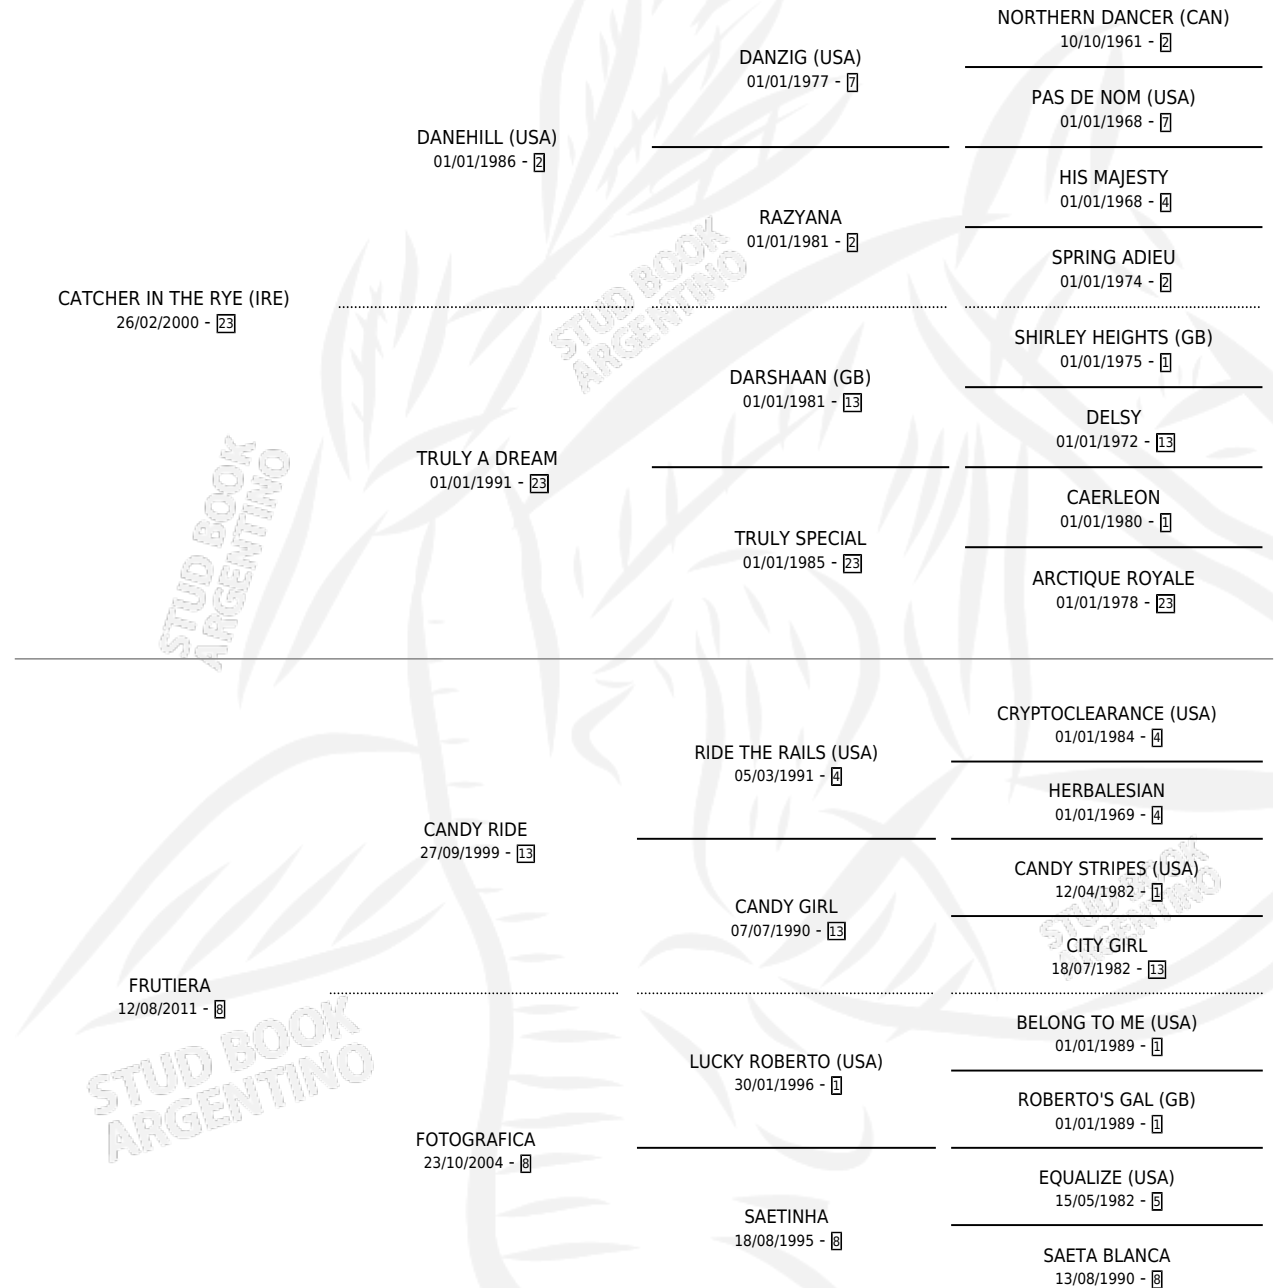 NORTHERN DANCER (CAN)
10/10/1961 - 2
DANZIG (USA)
01/01/1977 - 7
PAS DE NOM (USA)
01/01/1968 - 7
DANEHILL (USA)
01/01/1986 - 2
HIS MAJESTY
01/01/1968 - 4
RAZYANA
01/01/1981 - 2
SPRING ADIEU
01/01/1974 - 2
CATCHER IN THE RYE (IRE)
26/02/2000 - 23
STUD BOOK
ARGENTINO
SHIRLEY HEIGHTS (GB)
01/01/1975 - 1
DARSHAAN (GB)
01/01/1981 - 13
DELSY
01/01/1972 - 13
TRULY A DREAM
01/01/1991 - 23
CAERLEON
01/01/1980 - 1
TRULY SPECIAL
01/01/1985 - 23
ARCTIQUE ROYALE
01/01/1978 - 23
STUD BOOK
ARGENTINO
CRYPTOCLEARANCE (USA)
01/01/1984 - 4
RIDE THE RAILS (USA)
05/03/1991 - 4
HERBALESIAN
01/01/1969 - 4
CANDY RIDE
27/09/1999 - 13
CANDY STRIPES (USA)
12/04/1982 - 1
CANDY GIRL
07/07/1990 - 13
STUD BOOK
ARGENTINO
CITY GIRL
18/07/1982 - 13
FRUTIERA
12/08/2011 - 8
BELONG TO ME (USA)
01/01/1989 - 1
LUCKY ROBERTO (USA)
30/01/1996 - 1
STUD BOOK
ARGENTINO
ROBERTO'S GAL (GB)
01/01/1989 - 1
FOTOGRAFICA
23/10/2004 - 8
EQUALIZE (USA)
15/05/1982 - 5
SAETINHA
18/08/1995 - 8
SAETA BLANCA
13/08/1990 - 8